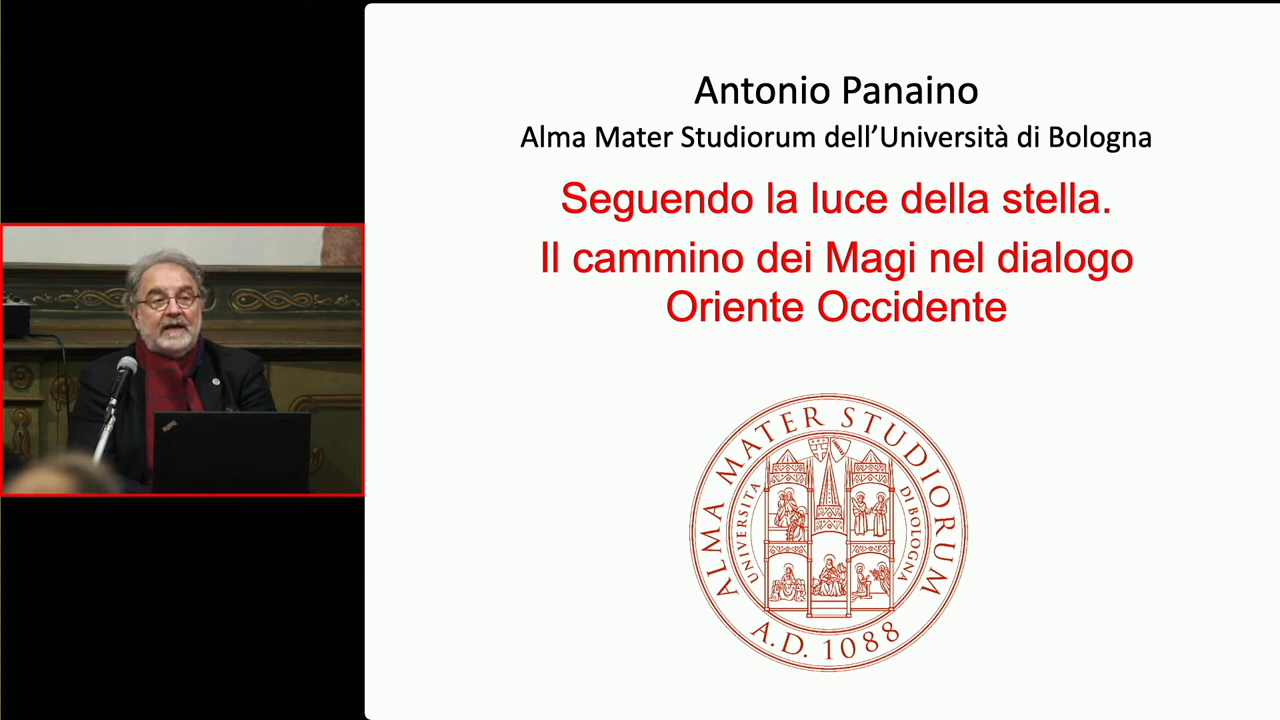 Antonio Panaino
Alma Mater Studiorum dell’Università di Bologna
Seguendo la luce della stella.
Il cammino dei Magi nel dialogo
Oriente Occidente
ALMA MATER STUDIORUM
UNIVERSITÀ DI BOLOGNA
A.D. 1088